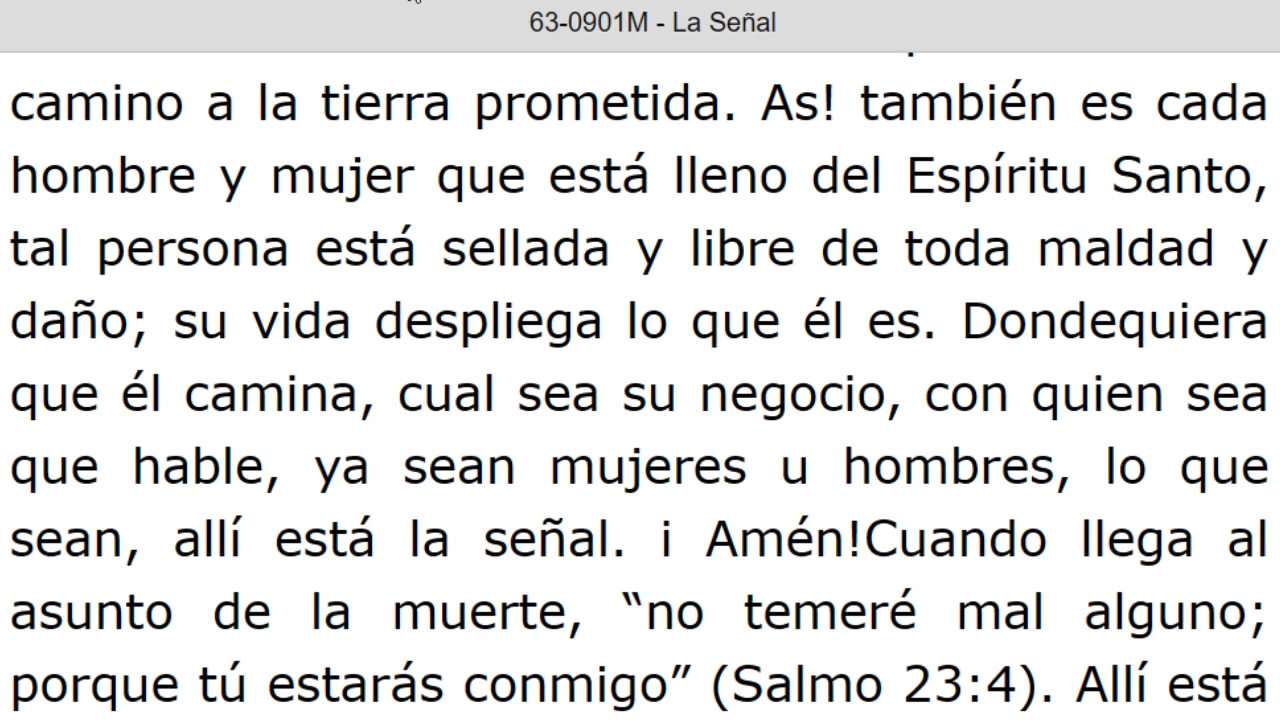 63-0901M - La Señal
camino a la tierra prometida. As! también es cada
hombre y mujer que está lleno del Espíritu Santo,
tal persona está sellada y libre de toda maldad y
daño; su vida despliega lo que él es. Dondequiera
que él camina, cual sea su negocio, con quien sea
que hable, ya sean mujeres u hombres, lo que
sean, allí está la señal. i Amén!Cuando llega al
asunto de la muerte, “no temeré mal alguno;
porque tú estarás conmigo” (Salmo 23:4). Allí está